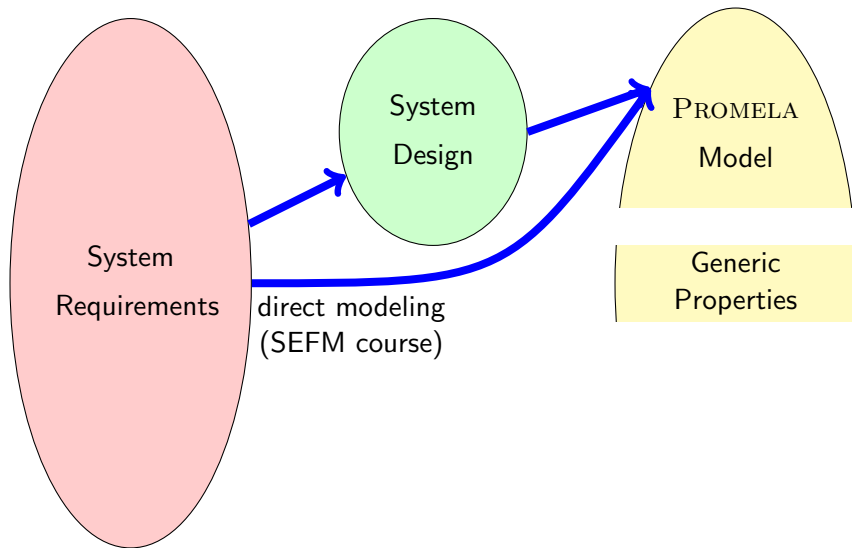 System
Requirements
System
Design
direct modeling
(SEFM course)
PROMELA
Model
Generic
Properties